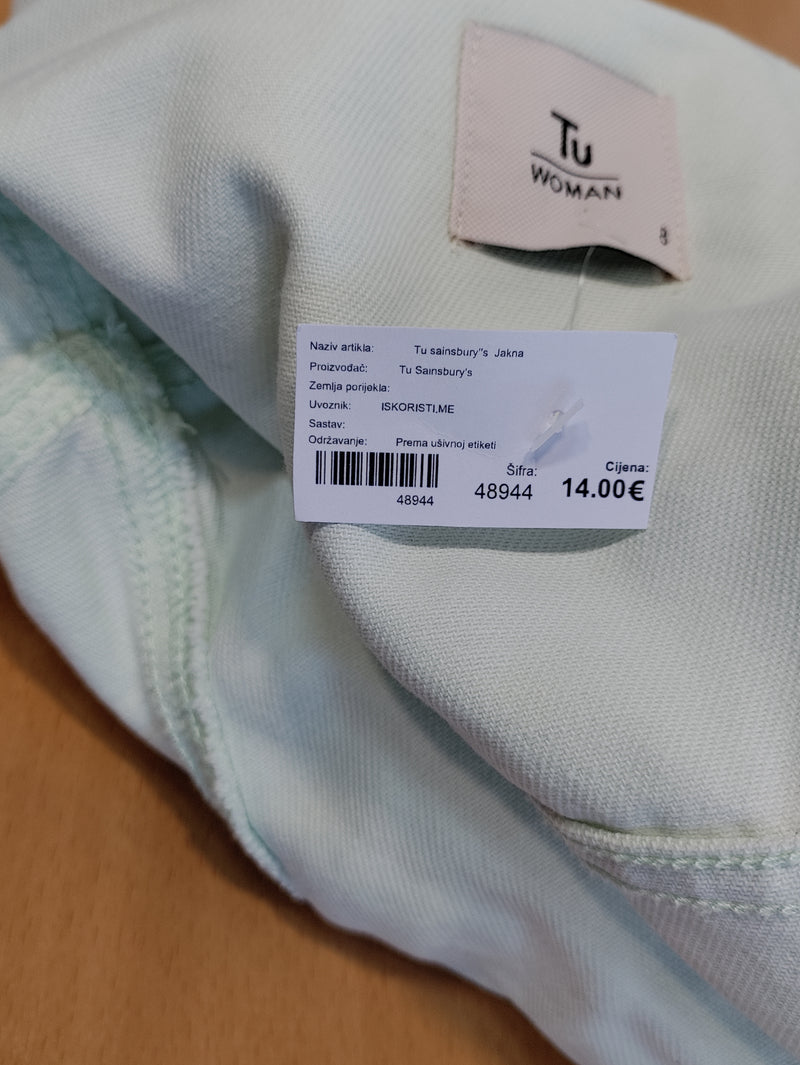 Tu
WOMAN
8
Naziv artikla: Tu sainsbury"s Jakna
Proizvođač: Tu Sainsbury's
Zemlja porijekla:
Uvoznik: ISKORISTI.ME
Sastav:
Održavanje: Prema ušivnoj etiketi
Šifra: Cijena:
48944 48944 14.00€